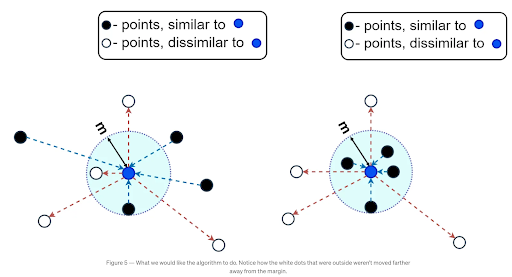 - points, similar to
- points, dissimilar to
- points, similar to
- points, dissimilar to
m
m
Figure 5 — What we would like the algorithm to do. Notice how the white dots that were outside weren't moved farther
away from the margin.